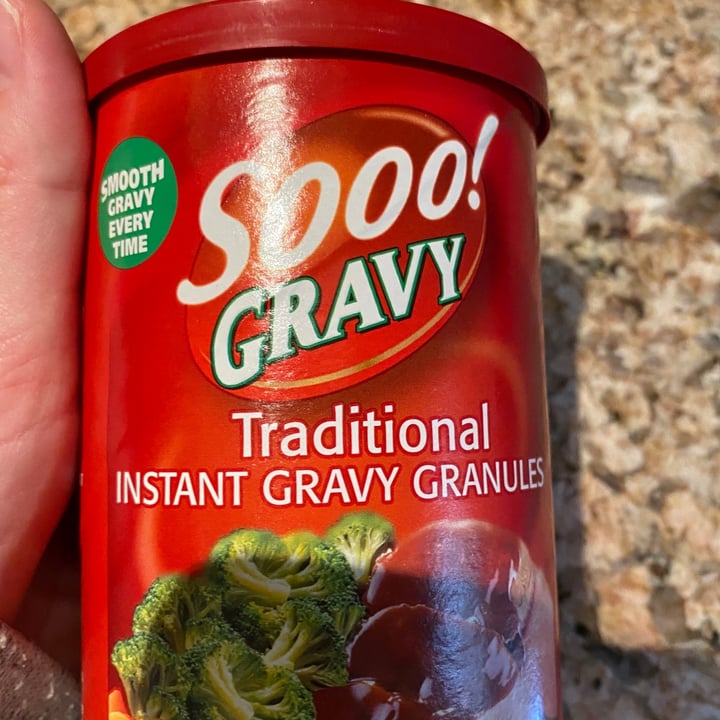 SMOOTH
GRAVY
EVERY
TIME
Sooo!
GRAVY
Traditional
INSTANT GRAVY GRANULES